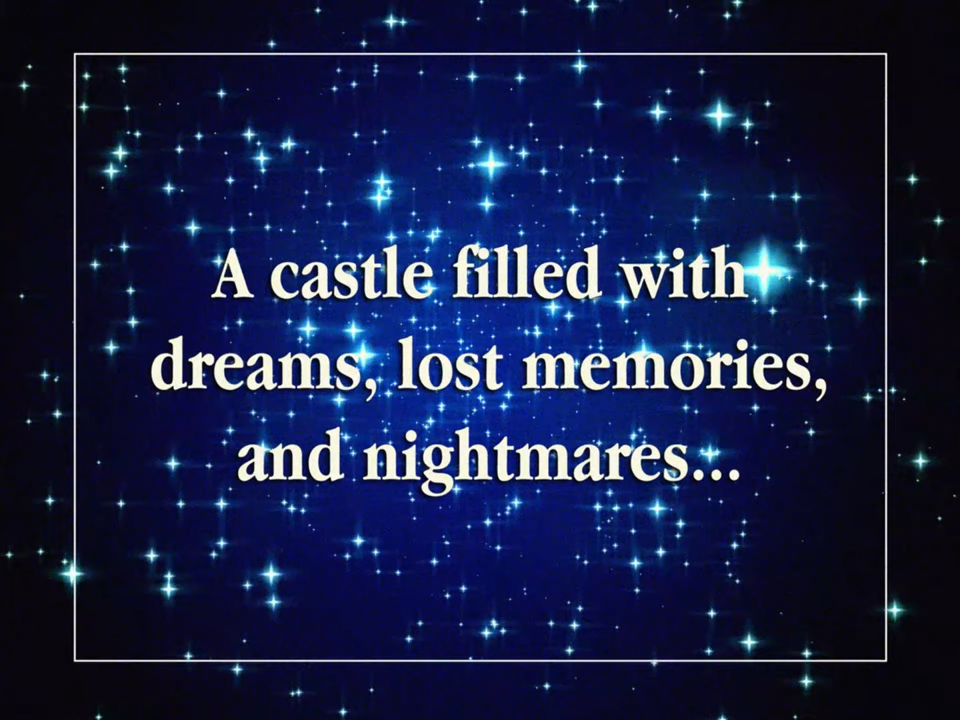 A castle filled with
dreams, lost memories,
and nightmares...